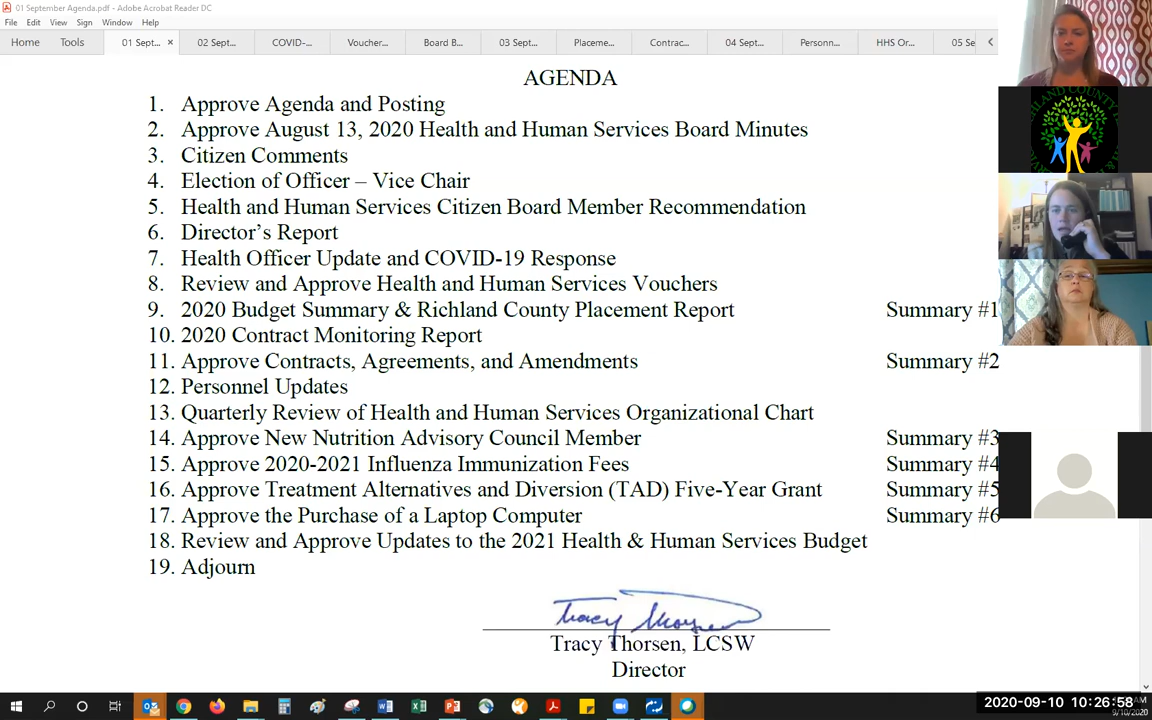 01 September Agenda.pdf - Adobe Acrobat Reader DC
File Edit View Sign Window Help
Home Tools 01 Sept... × 02 Sept... COVID-... Voucher... Board B... 03 Sept... Placeme... Contrac... 04 Sept... Personn... HHS Or... 05 Se
AGENDA
1. Approve Agenda and Posting
2. Approve August 13, 2020 Health and Human Services Board Minutes
3. Citizen Comments
4. Election of Officer – Vice Chair
5. Health and Human Services Citizen Board Member Recommendation
6. Director's Report
7. Health Officer Update and COVID-19 Response
8. Review and Approve Health and Human Services Vouchers
9. 2020 Budget Summary & Richland County Placement Report Summary #1
10. 2020 Contract Monitoring Report
11. Approve Contracts, Agreements, and Amendments Summary #2
12. Personnel Updates
13. Quarterly Review of Health and Human Services Organizational Chart
14. Approve New Nutrition Advisory Council Member Summary #3
15. Approve 2020-2021 Influenza Immunization Fees Summary #4
16. Approve Treatment Alternatives and Diversion (TAD) Five-Year Grant Summary #5
17. Approve the Purchase of a Laptop Computer Summary #6
18. Review and Approve Updates to the 2021 Health & Human Services Budget
19. Adjourn
Tracy Thorsen
Tracy Thorsen, LCSW
Director
2020-09-10 10:26:58
9/10/2020